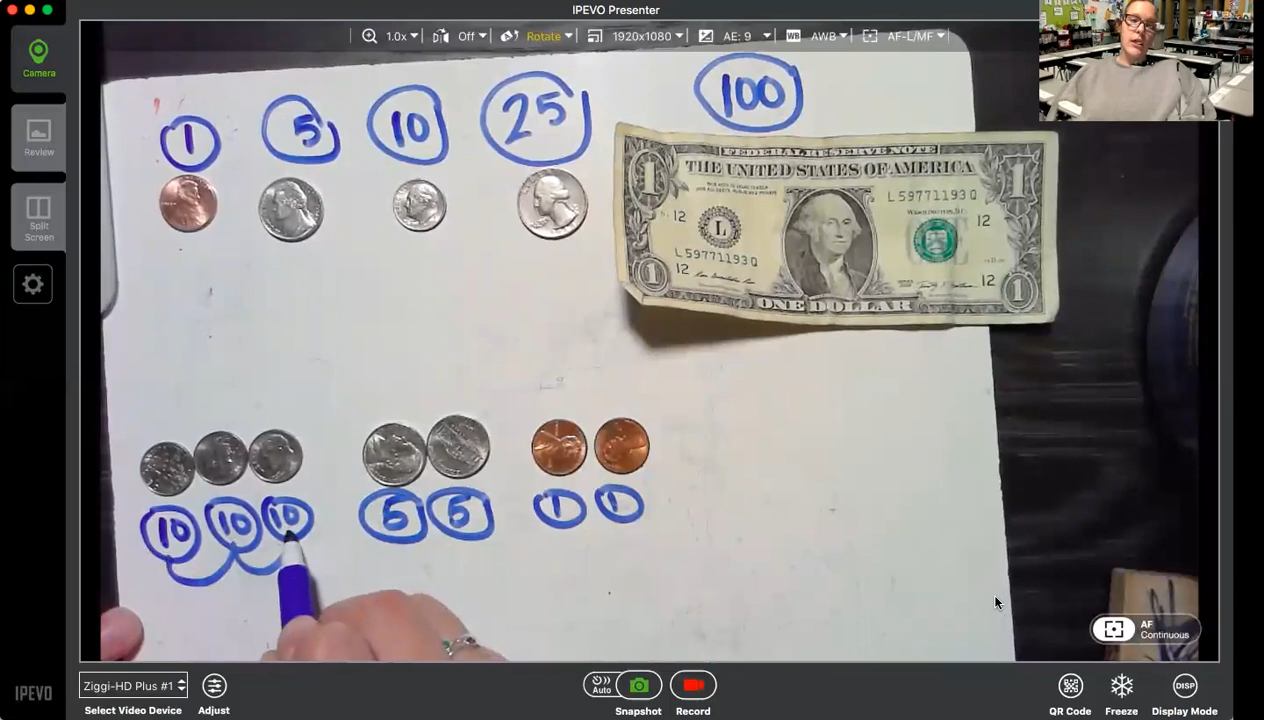 IPEVO Presenter
1.0x Off Rotate 1920x1080 AE: 9 WB AWB AF-L/MF
Camera
Review
Split
Screen
1 5 10 25 100
FEDERAL RESERVE NOTE
THE UNITED STATES OF AMERICA
L 59771193 Q
WASHINGTON, D.C.
12 12
L
L 59771193 Q
12 12
1 1 1 1
ONE DOLLAR
10 10 10 5 5 1 1
AF
Continuous
IPEVO
Ziggi-HD Plus #1
Select Video Device
Adjust
Auto
Snapshot
Record
QR Code
Freeze
DISP
Display Mode